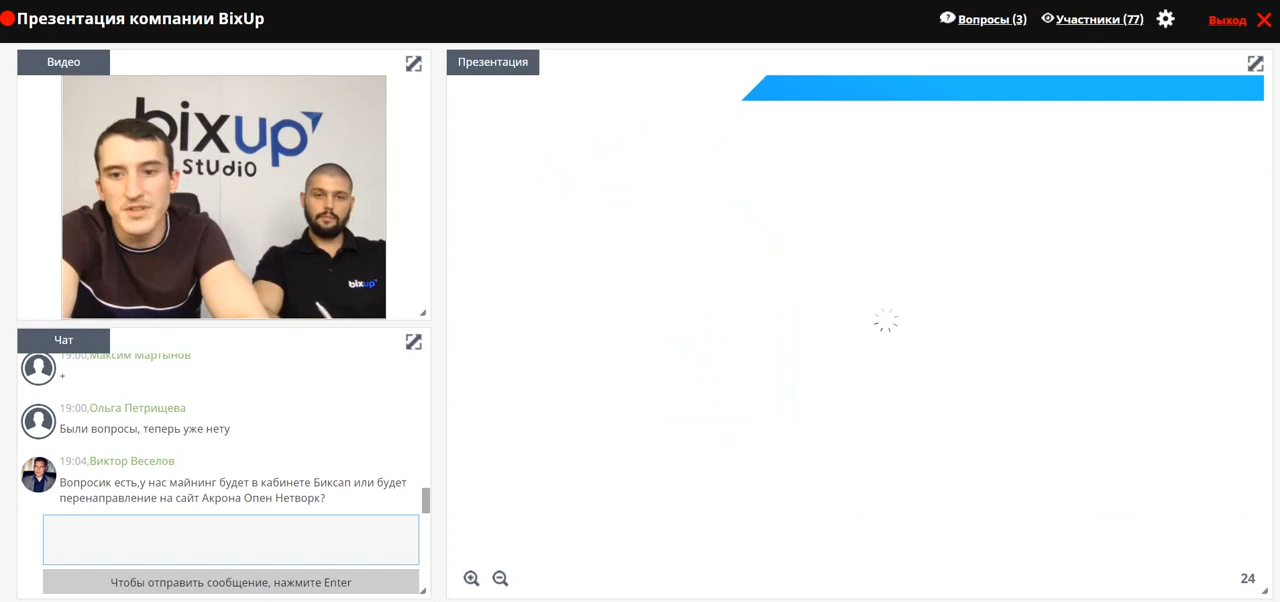 Презентация компании BixUp
Вопросы (3)
Участники (77)
Выход
Видео
bixup
STUDIO
bixup
Презентация
Чат
19:00,Максим Мартынов
+
19:00,Ольга Петрищева
Были вопросы, теперь уже нету
19:04,Виктор Веселов
Вопросик есть,у нас майнинг будет в кабинете Биксап или будет
перенаправление на сайт Акрона Опен Нетворк?
Чтобы отправить сообщение, нажмите Enter
24